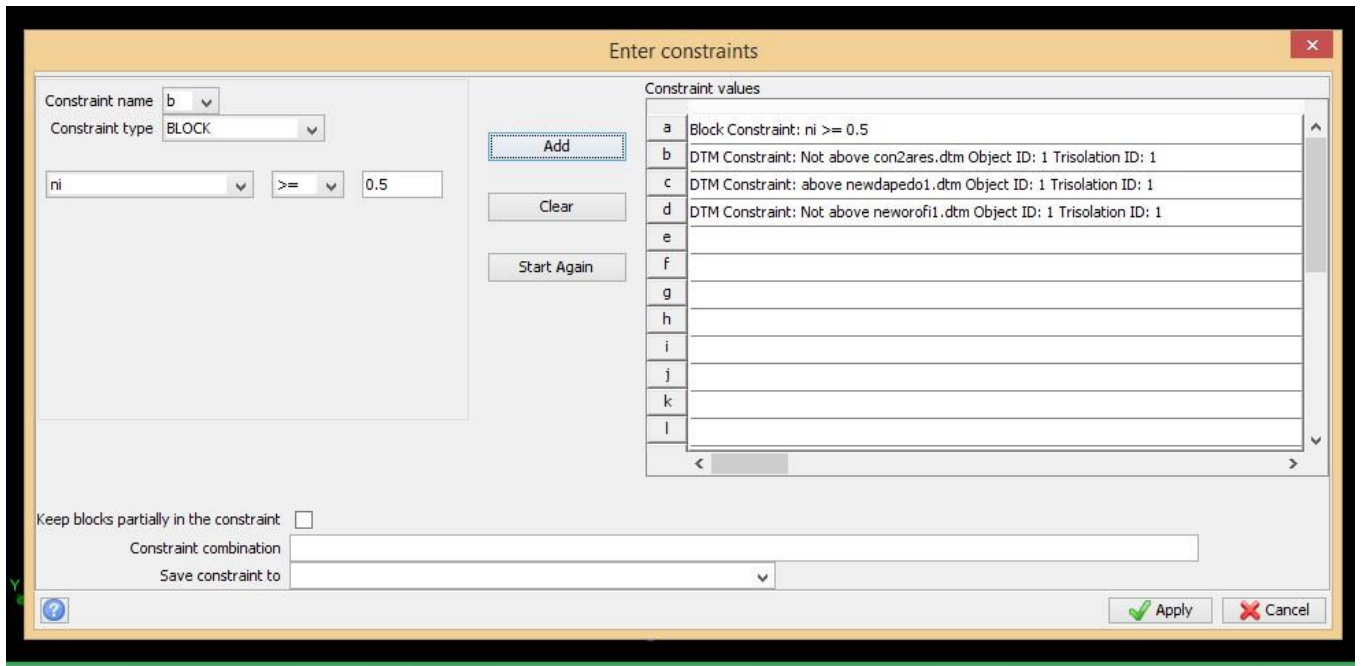 Enter constraints
Constraint name b
Constraint type BLOCK
ni >= 0.5
Add
Clear
Start Again
Constraint values
a Block Constraint: ni >= 0.5
b DTM Constraint: Not above con2ares.dtm Object ID: 1 Trisolation ID: 1
c DTM Constraint: above newdapedo1.dtm Object ID: 1 Trisolation ID: 1
d DTM Constraint: Not above neworofi1.dtm Object ID: 1 Trisolation ID: 1
e
f
g
h
i
j
k
l
Keep blocks partially in the constraint
Constraint combination
Save constraint to
Y
Apply Cancel